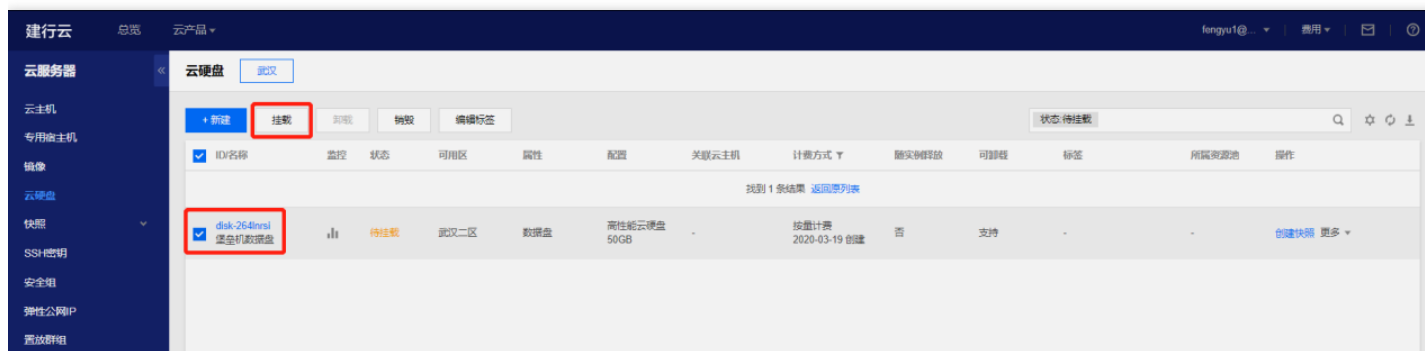 建行云 总览 云产品 fengyu1@... 费用
云服务器 « 云硬盘 武汉
云主机
专用宿主机
镜像
云硬盘
快照
SSH密钥
安全组
弹性公网IP
置放群组
+ 新建 挂载 卸载 销毁 编辑标签 状态:待挂载
ID/名称 监控 状态 可用区 属性 配置 关联云主机 计费方式 随实例释放 可卸载 标签 所属资源池 操作
找到 1 条结果 返回原列表
disk-264lnrsi 待挂载 武汉二区 数据盘 高性能云硬盘 - 按量计费 否 支持 - - 创建快照 更多
堡垒机数据盘 50GB 2020-03-19 创建